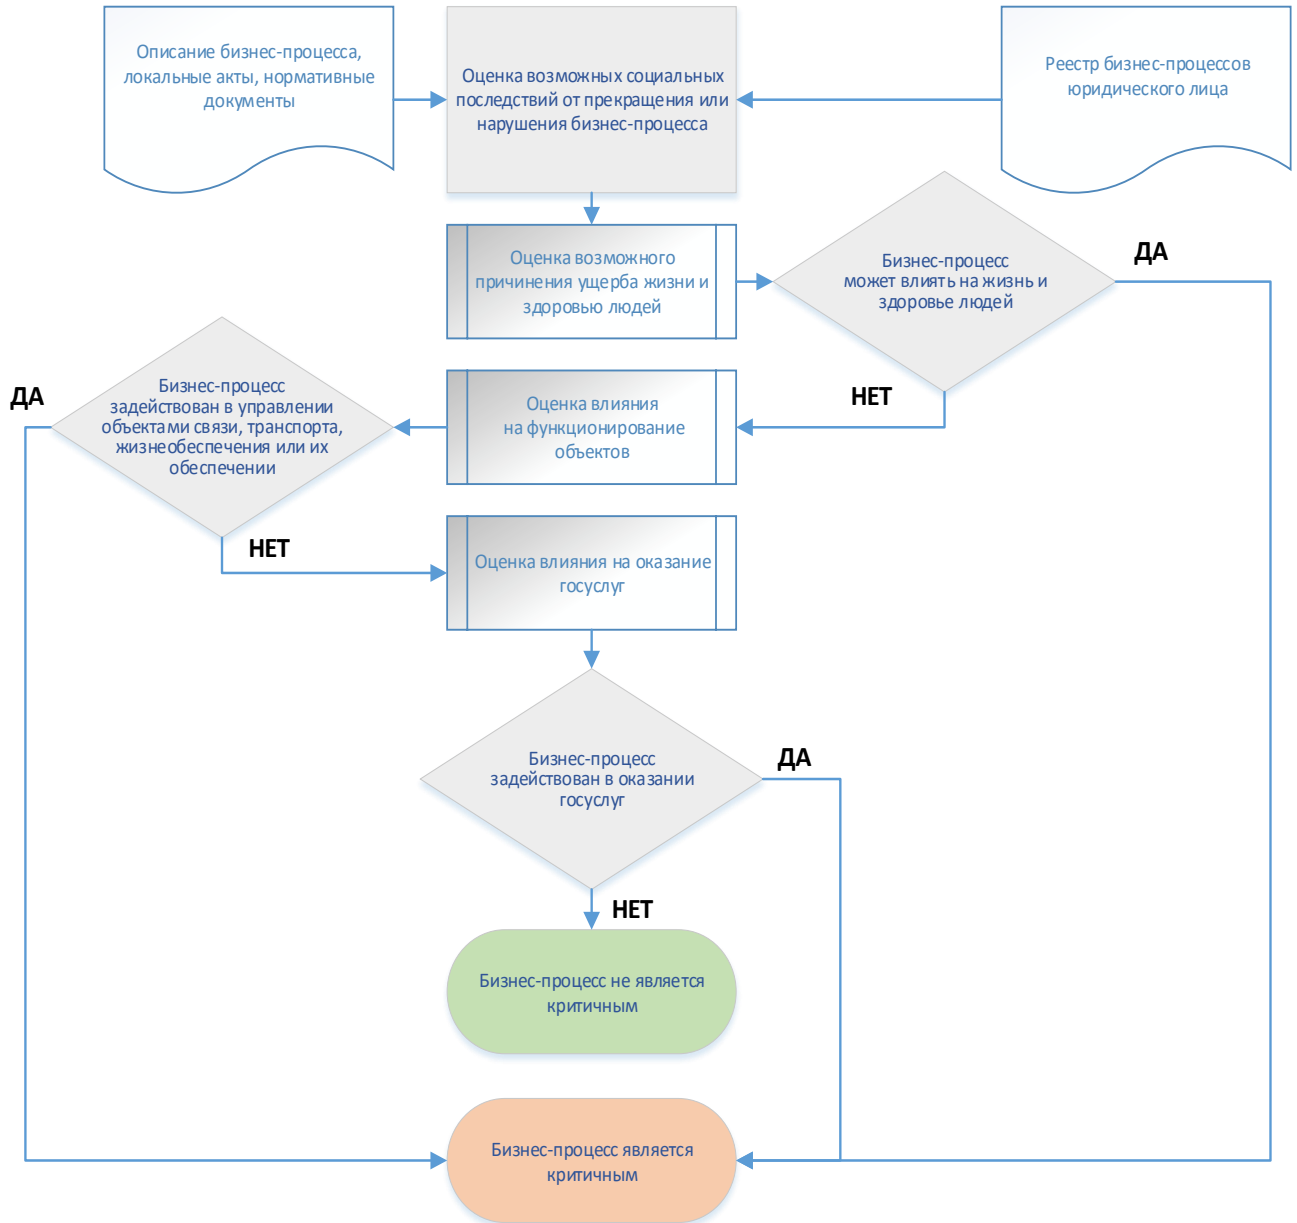 Описание бизнес-процесса,
локальные акты, нормативные
документы
Оценка возможных социальных
последствий от прекращения или
нарушения бизнес-процесса
Реестр бизнес-процессов
юридического лица
Оценка возможного
причинения ущерба жизни и
здоровью людей
Бизнес-процесс
может влиять на жизнь и
здоровье людей
ДА
НЕТ
Оценка влияния
на функционирование
объектов
Бизнес-процесс
задействован в управлении
объектами связи, транспорта,
жизнеобеспечения или их
обеспечении
ДА
НЕТ
Оценка влияния на оказание
госуслуг
Бизнес-процесс
задействован в оказании
госуслуг
ДА
НЕТ
Бизнес-процесс не является
критичным
Бизнес-процесс является
критичным